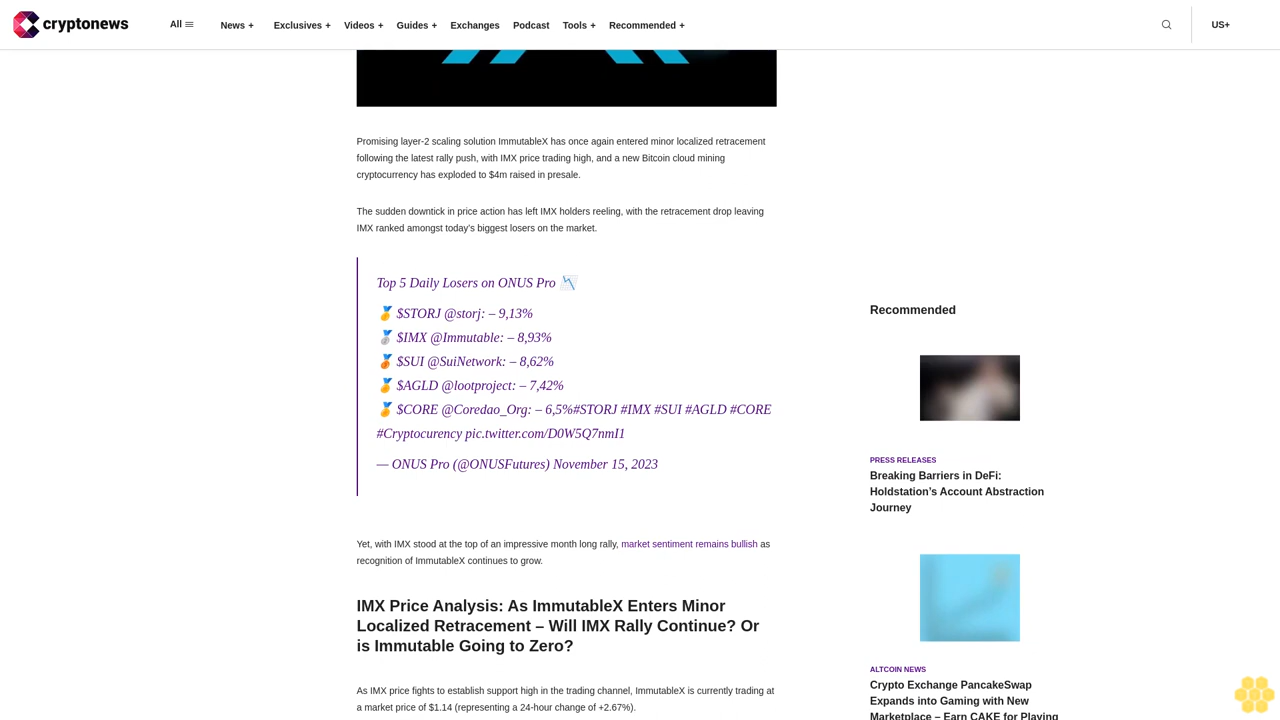 cryptonews
All
News +
Exclusives +
Videos +
Guides +
Exchanges
Podcast
Tools +
Recommended +
US+
Promising layer-2 scaling solution ImmutableX has once again entered minor localized retracement
following the latest rally push, with IMX price trading high, and a new Bitcoin cloud mining
cryptocurrency has exploded to $4m raised in presale.
The sudden downtick in price action has left IMX holders reeling, with the retracement drop leaving
IMX ranked amongst today’s biggest losers on the market.
Top 5 Daily Losers on ONUS Pro 📉
🥇 $STORJ @storj: – 9,13%
🥈 $IMX @Immutable: – 8,93%
🥉 $SUI @SuiNetwork: – 8,62%
🏅 $AGLD @lootproject: – 7,42%
🏅 $CORE @Coredao_Org: – 6,5%#STORJ #IMX #SUI #AGLD #CORE
#Cryptocurency pic.twitter.com/D0W5Q7nmI1
— ONUS Pro (@ONUSFutures) November 15, 2023
Yet, with IMX stood at the top of an impressive month long rally, market sentiment remains bullish as
recognition of ImmutableX continues to grow.
IMX Price Analysis: As ImmutableX Enters Minor
Localized Retracement – Will IMX Rally Continue? Or
is Immutable Going to Zero?
As IMX price fights to establish support high in the trading channel, ImmutableX is currently trading at
a market price of $1.14 (representing a 24-hour change of +2.67%).
Recommended
PRESS RELEASES
Breaking Barriers in DeFi:
Holdstation’s Account Abstraction
Journey
ALTCOIN NEWS
Crypto Exchange PancakeSwap
Expands into Gaming with New
Marketplace – Earn CAKE for Playing